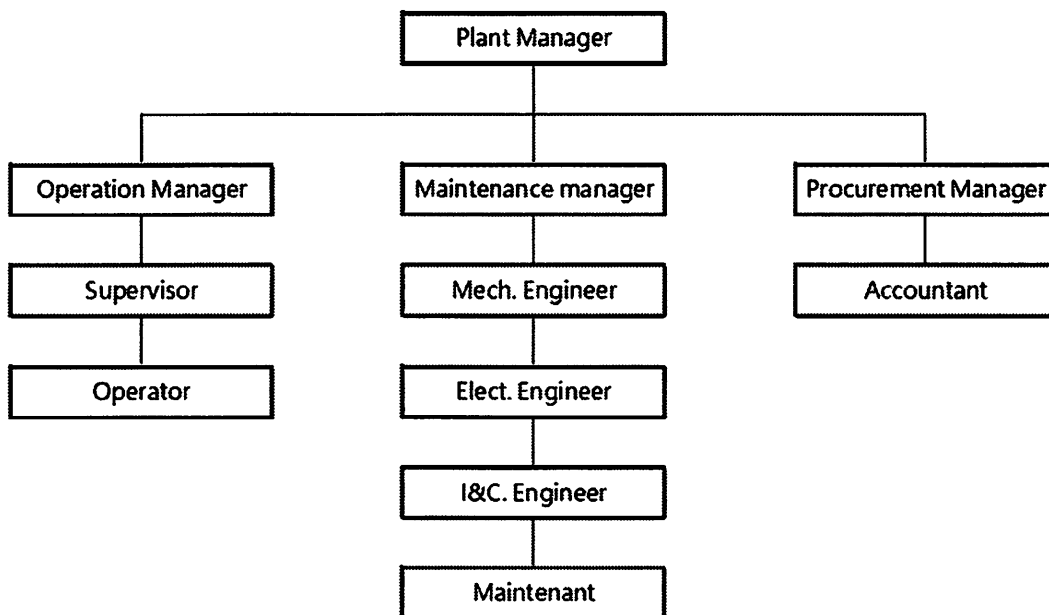 Plant Manager
Operation Manager
Maintenance manager
Procurement Manager
Supervisor
Mech. Engineer
Accountant
Operator
Elect. Engineer
I&C. Engineer
Maintenant